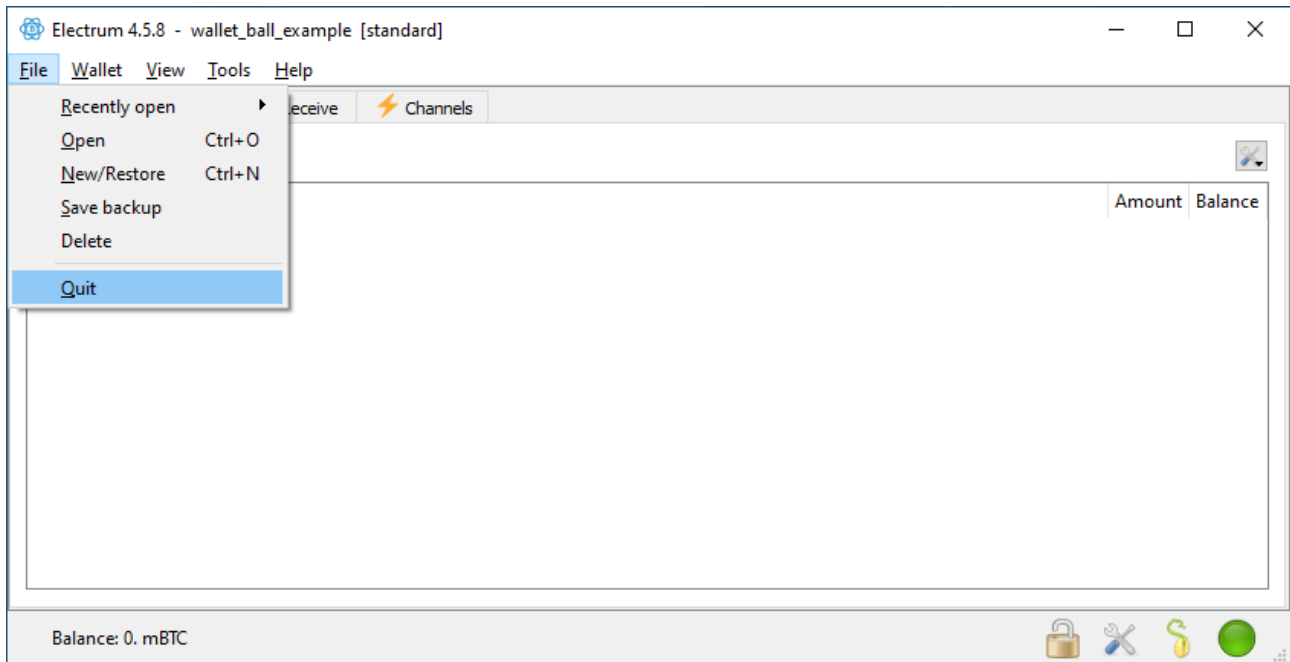 Electrum 4.5.8 - wallet_ball_example [standard]
File Wallet View Tools Help
Recently open
eceive
Channels
Open Ctrl+O
New/Restore Ctrl+N
Save backup
Delete
Quit
Amount Balance
Balance: 0. mBTC